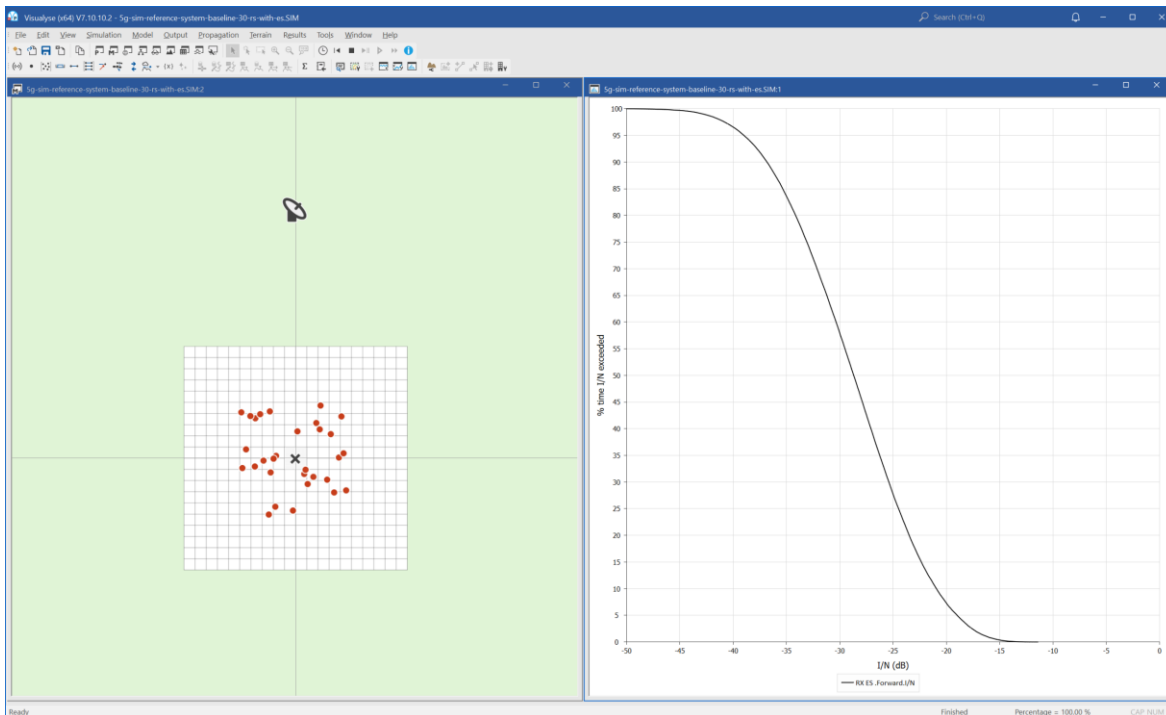 Visualyse (x64) V7.10.10.2 - 5g-sim-reference-system-baseline-30-rs-with-es.SIM
Search (Ctrl+Q)
File Edit View Simulation Model Output Propagation Terrain Results Tools Window Help
5g-sim-reference-system-baseline-30-rs-with-es.SIM:2
5g-sim-reference-system-baseline-30-rs-with-es.SIM:1
100
95
90
85
80
75
70
65
60
55
50
45
40
35
30
25
20
15
10
5
0
% time I/N exceeded
-50 -45 -40 -35 -30 -25 -20 -15 -10 -5 0
I/N (dB)
RX ES .Forward.I/N
Ready
Finished
Percentage = 100.00 %
CAP NUM